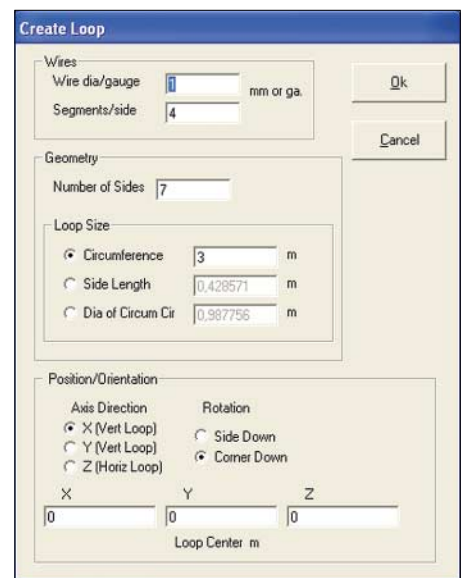 Create Loop
Wires
Wire dia/gauge 1 mm or ga.
Segments/side 4
Ok
Cancel
Geometry
Number of Sides 7
Loop Size
Circumference 3 m
Side Length 0,428571 m
Dia of Circum Cir 0,987756 m
Position/Orientation
Axis Direction Rotation
X (Vert Loop)
Y (Vert Loop)
Z (Horiz Loop)
Side Down
Corner Down
X Y Z
0 0 0
Loop Center m